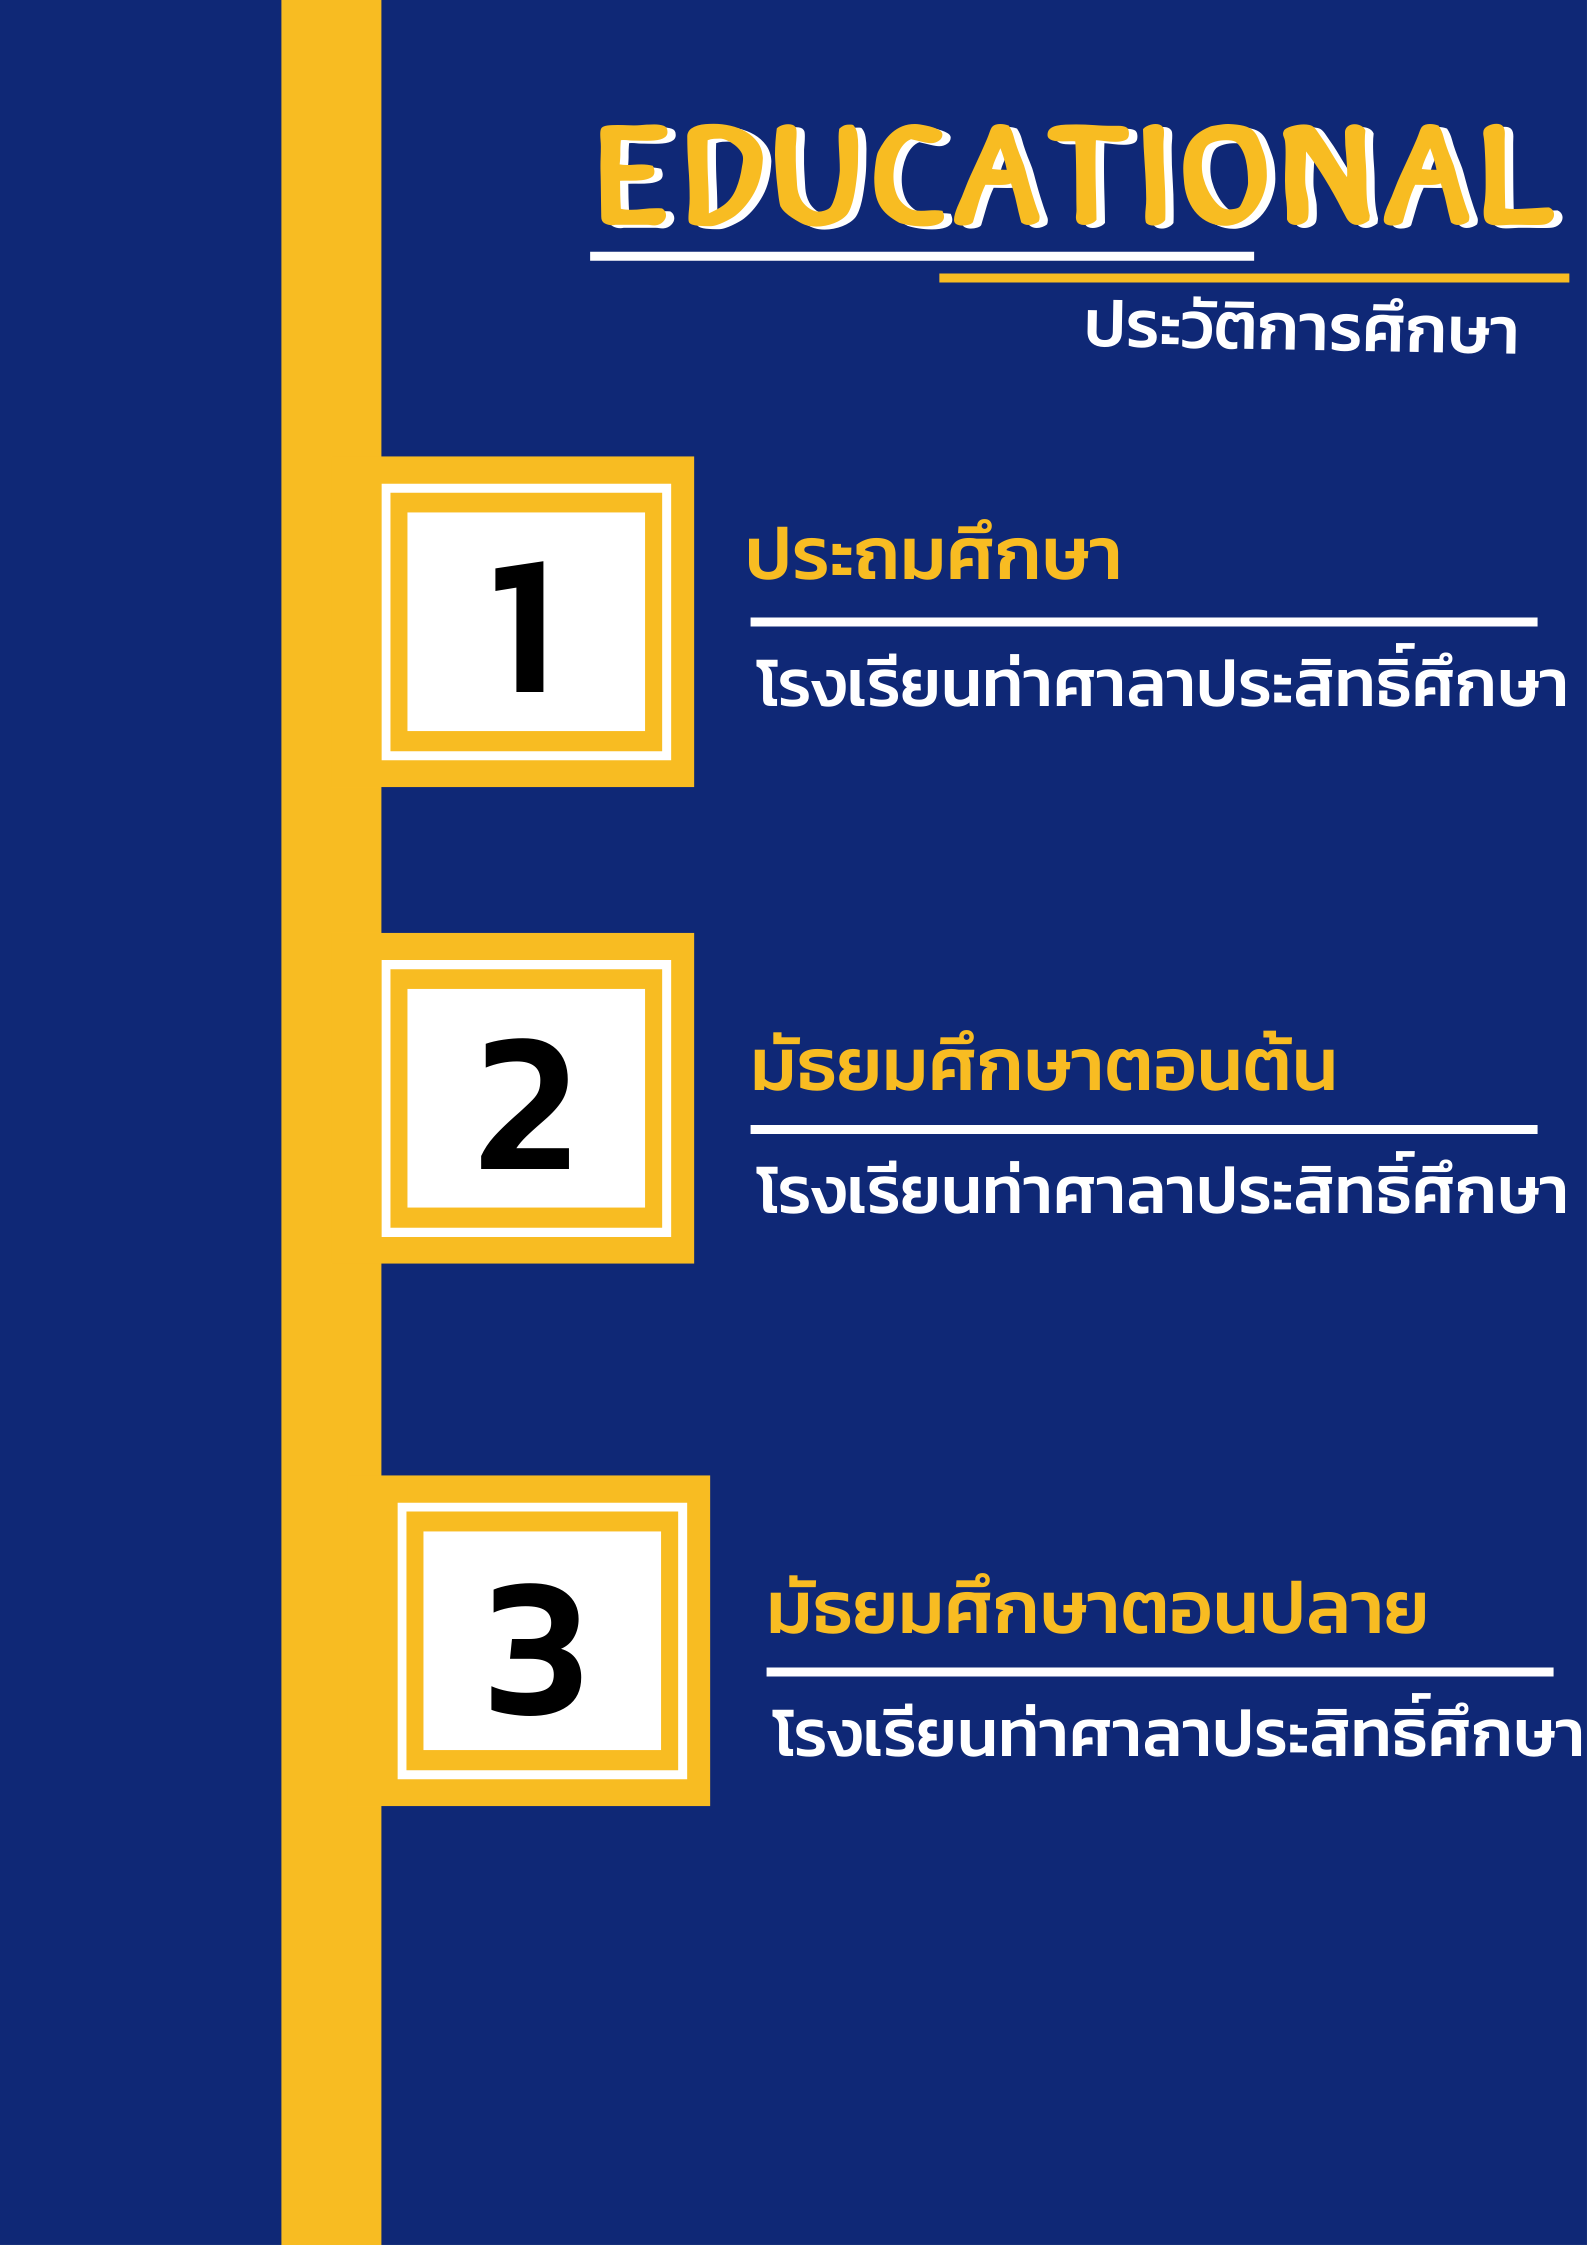 EDUCATIONAL
ประวัติการศึกษา
1
ประถมศึกษา
โรงเรียนท่าศาลาประสิทธิ์ศึกษา
2
มัธยมศึกษาตอนต้น
โรงเรียนท่าศาลาประสิทธิ์ศึกษา
3
มัธยมศึกษาตอนปลาย
โรงเรียนท่าศาลาประสิทธิ์ศึกษา